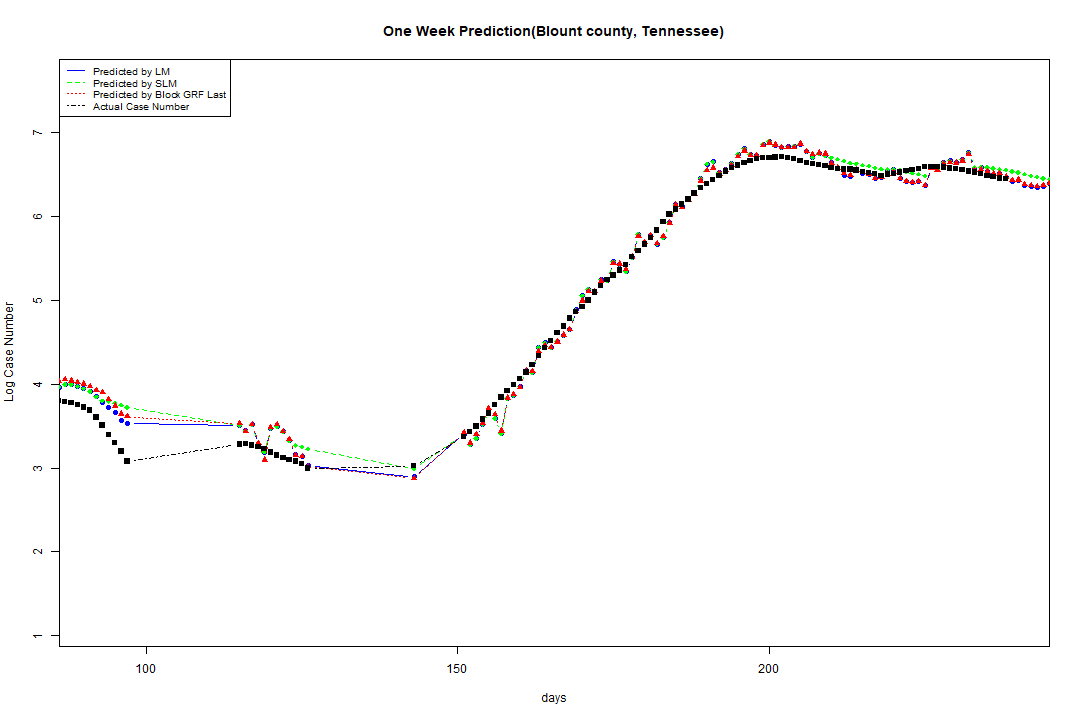 One Week Prediction(Blount county, Tennessee)
Predicted by LM
Predicted by SLM
Predicted by Block GRF Last
Actual Case Number
7
6
5
4
3
2
1
Log Case Number
100 150 200
days